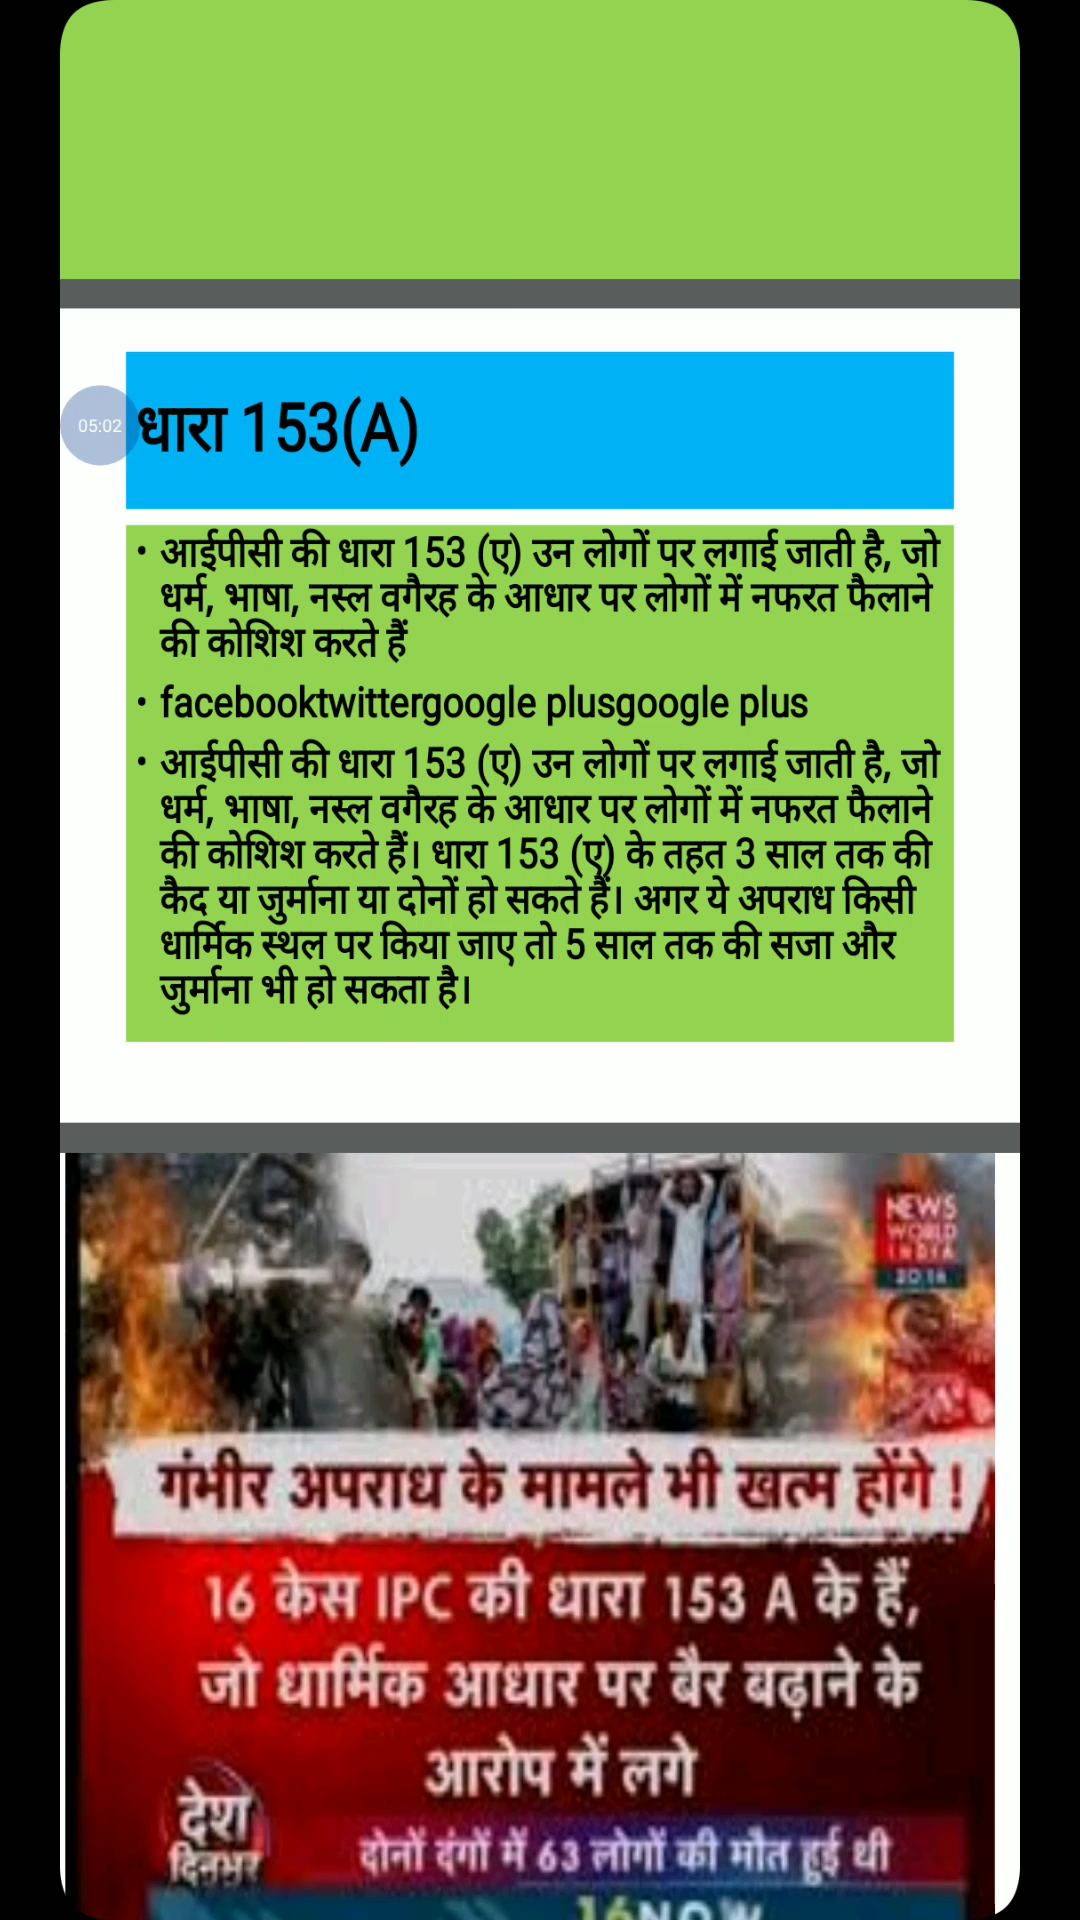 05:02
धारा 153(A)
• आईपीसी की धारा 153 (ए) उन लोगों पर लगाई जाती है, जो
धर्म, भाषा, नस्ल वगैरह के आधार पर लोगों में नफरत फैलाने
की कोशिश करते हैं
• facebooktwittergoogle plusgoogle plus
• आईपीसी की धारा 153 (ए) उन लोगों पर लगाई जाती है, जो
धर्म, भाषा, नस्ल वगैरह के आधार पर लोगों में नफरत फैलाने
की कोशिश करते हैं। धारा 153 (ए) के तहत 3 साल तक की
कैद या जुर्माना या दोनों हो सकते हैं। अगर ये अपराध किसी
धार्मिक स्थल पर किया जाए तो 5 साल तक की सजा और
जुर्माना भी हो सकता है।
NEWS
WORLD
INDIA
20:14
गंभीर अपराध के मामले भी खत्म होंगे !
16 केस IPC की धारा 153 A के हैं,
जो धार्मिक आधार पर बैर बढ़ाने के
आरोप में लगे
देश
दिनभर
दोनों दंगों में 63 लोगों की मौत हुई थी
16NOW